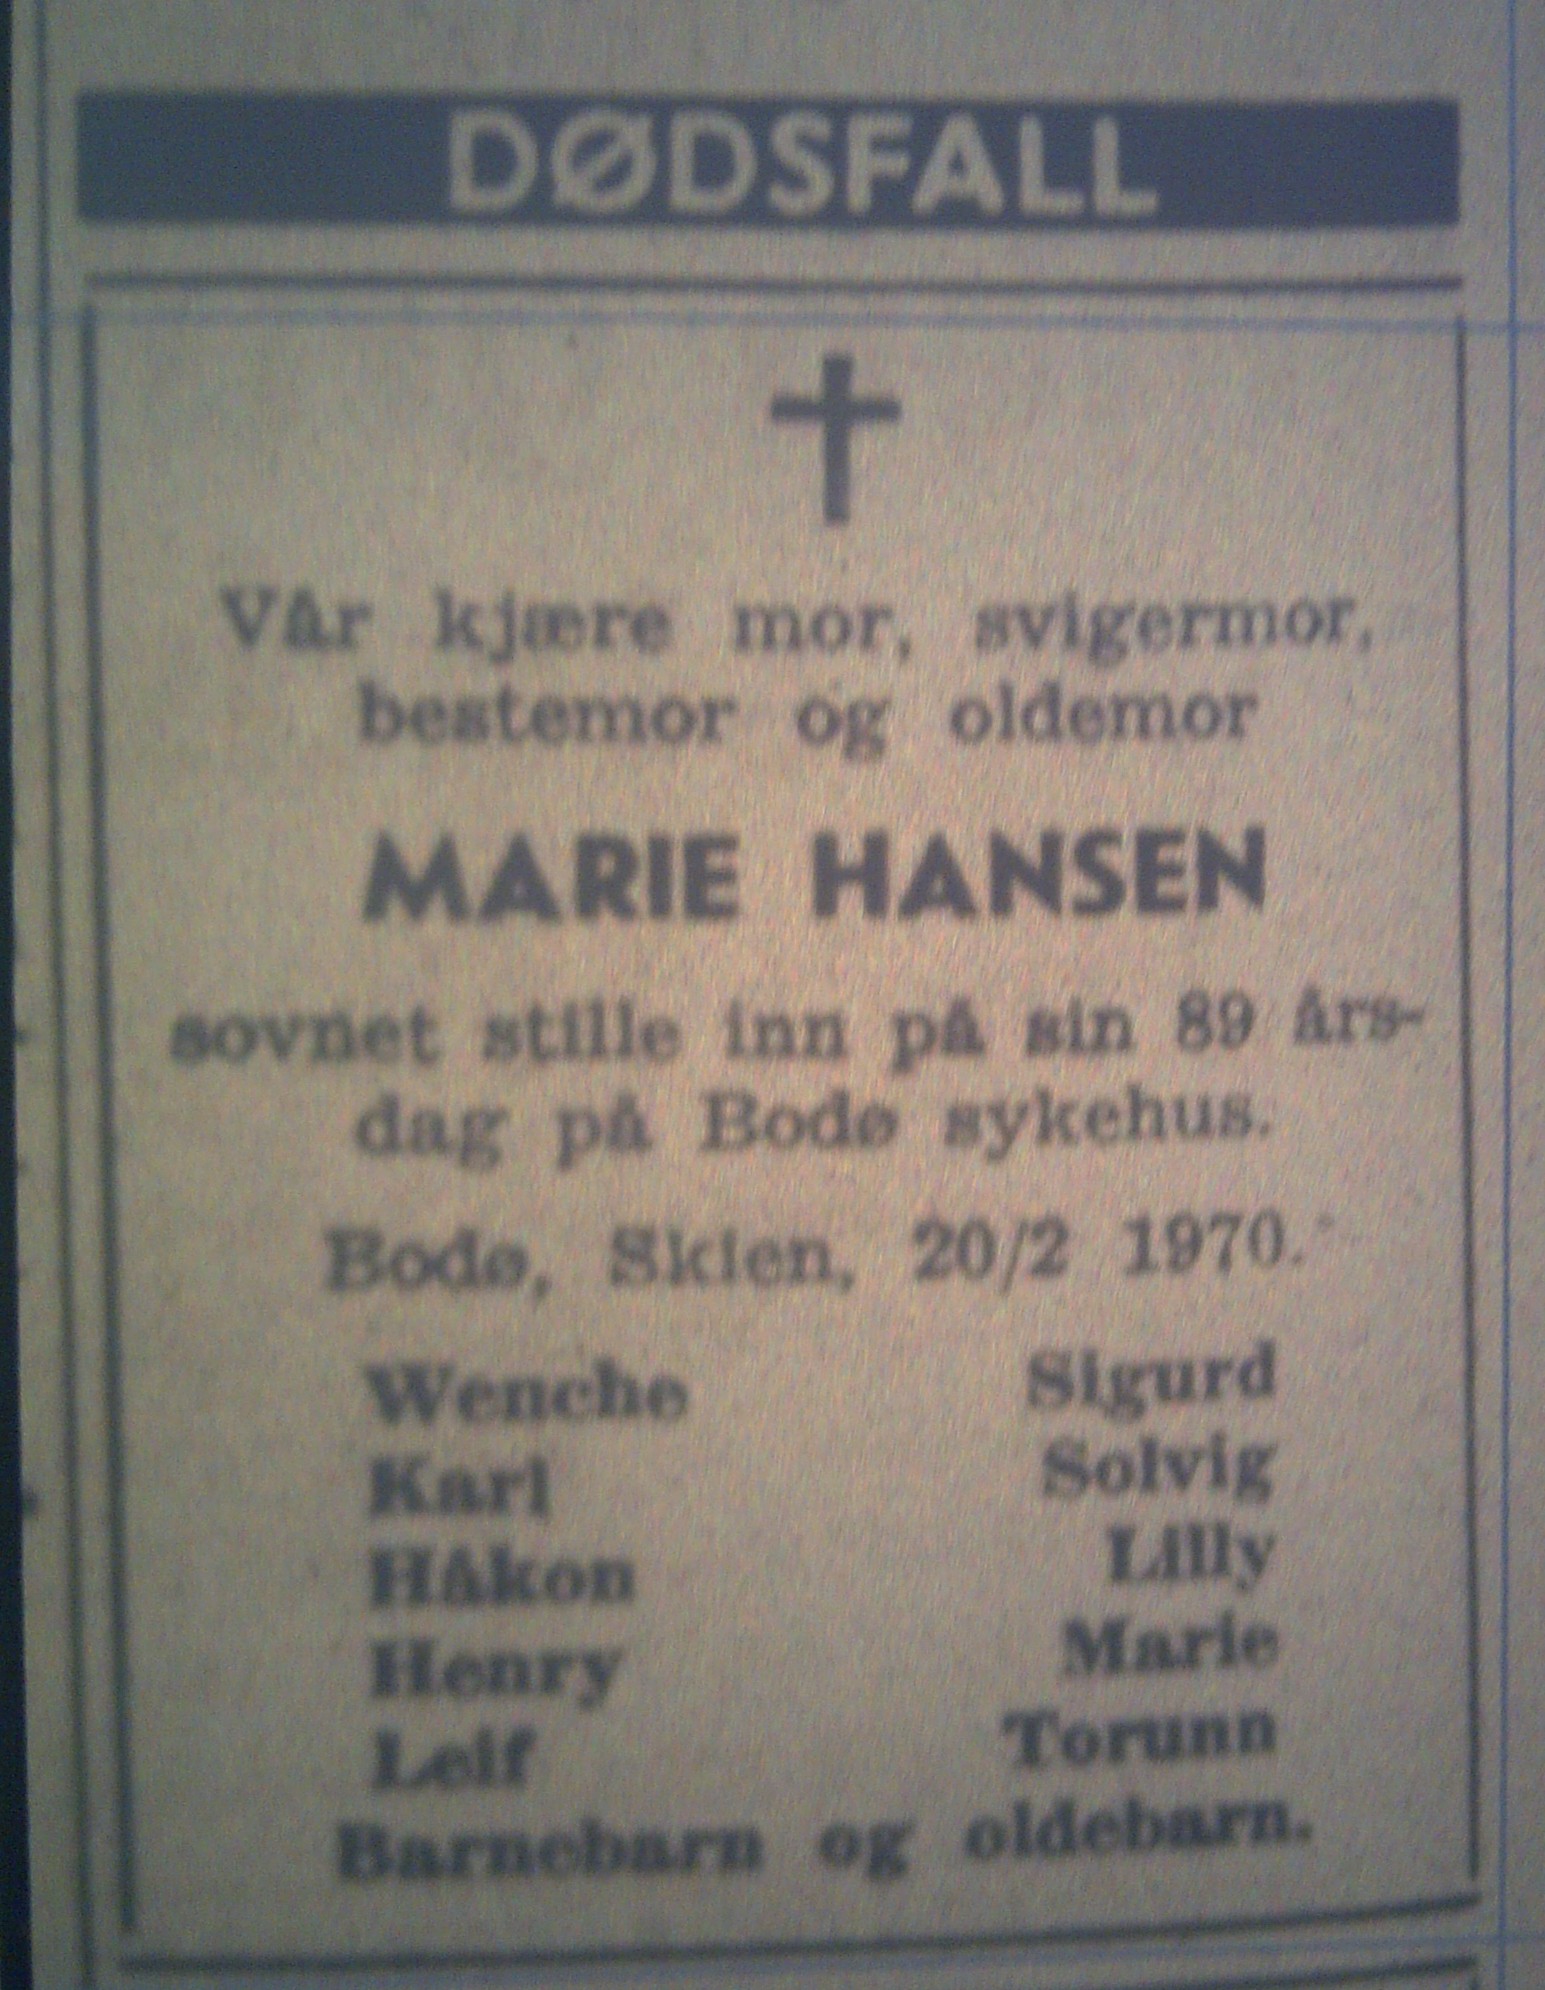 DØDSFALL
Vår kjære mor, svigermor,
bestemor og oldemor
MARIE HANSEN
sovnet stille inn på sin 89 års-
dag på Bodø sykehus.
Bodø, Skien, 20/2 1970.
Wenche Sigurd
Karl Solvig
Håkon Lilly
Henry Marie
Leif Torunn
Barnebarn og oldebarn.